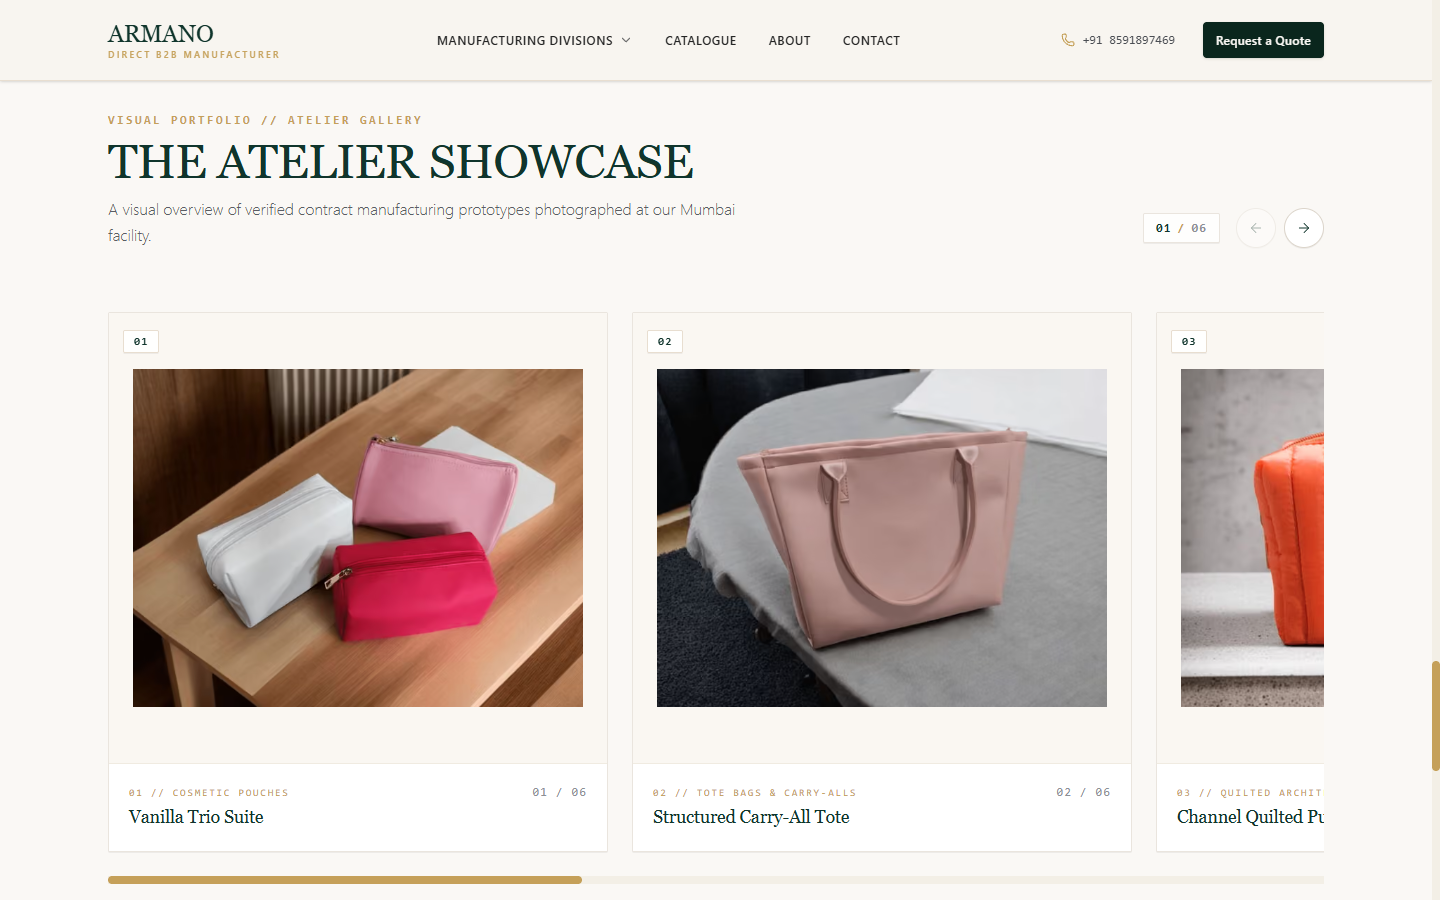 ARMANO
DIRECT B2B MANUFACTURER
MANUFACTURING DIVISIONS
CATALOGUE
ABOUT
CONTACT
+91 8591897469
Request a Quote
VISUAL PORTFOLIO // ATELIER GALLERY
THE ATELIER SHOWCASE
A visual overview of verified contract manufacturing prototypes photographed at our Mumbai
facility.
01 / 06
01
02
03
01 // COSMETIC POUCHES
01 / 06
Vanilla Trio Suite
02 // TOTE BAGS & CARRY-ALLS
02 / 06
Structured Carry-All Tote
03 // QUILTED ARCHIT
Channel Quilted Pu